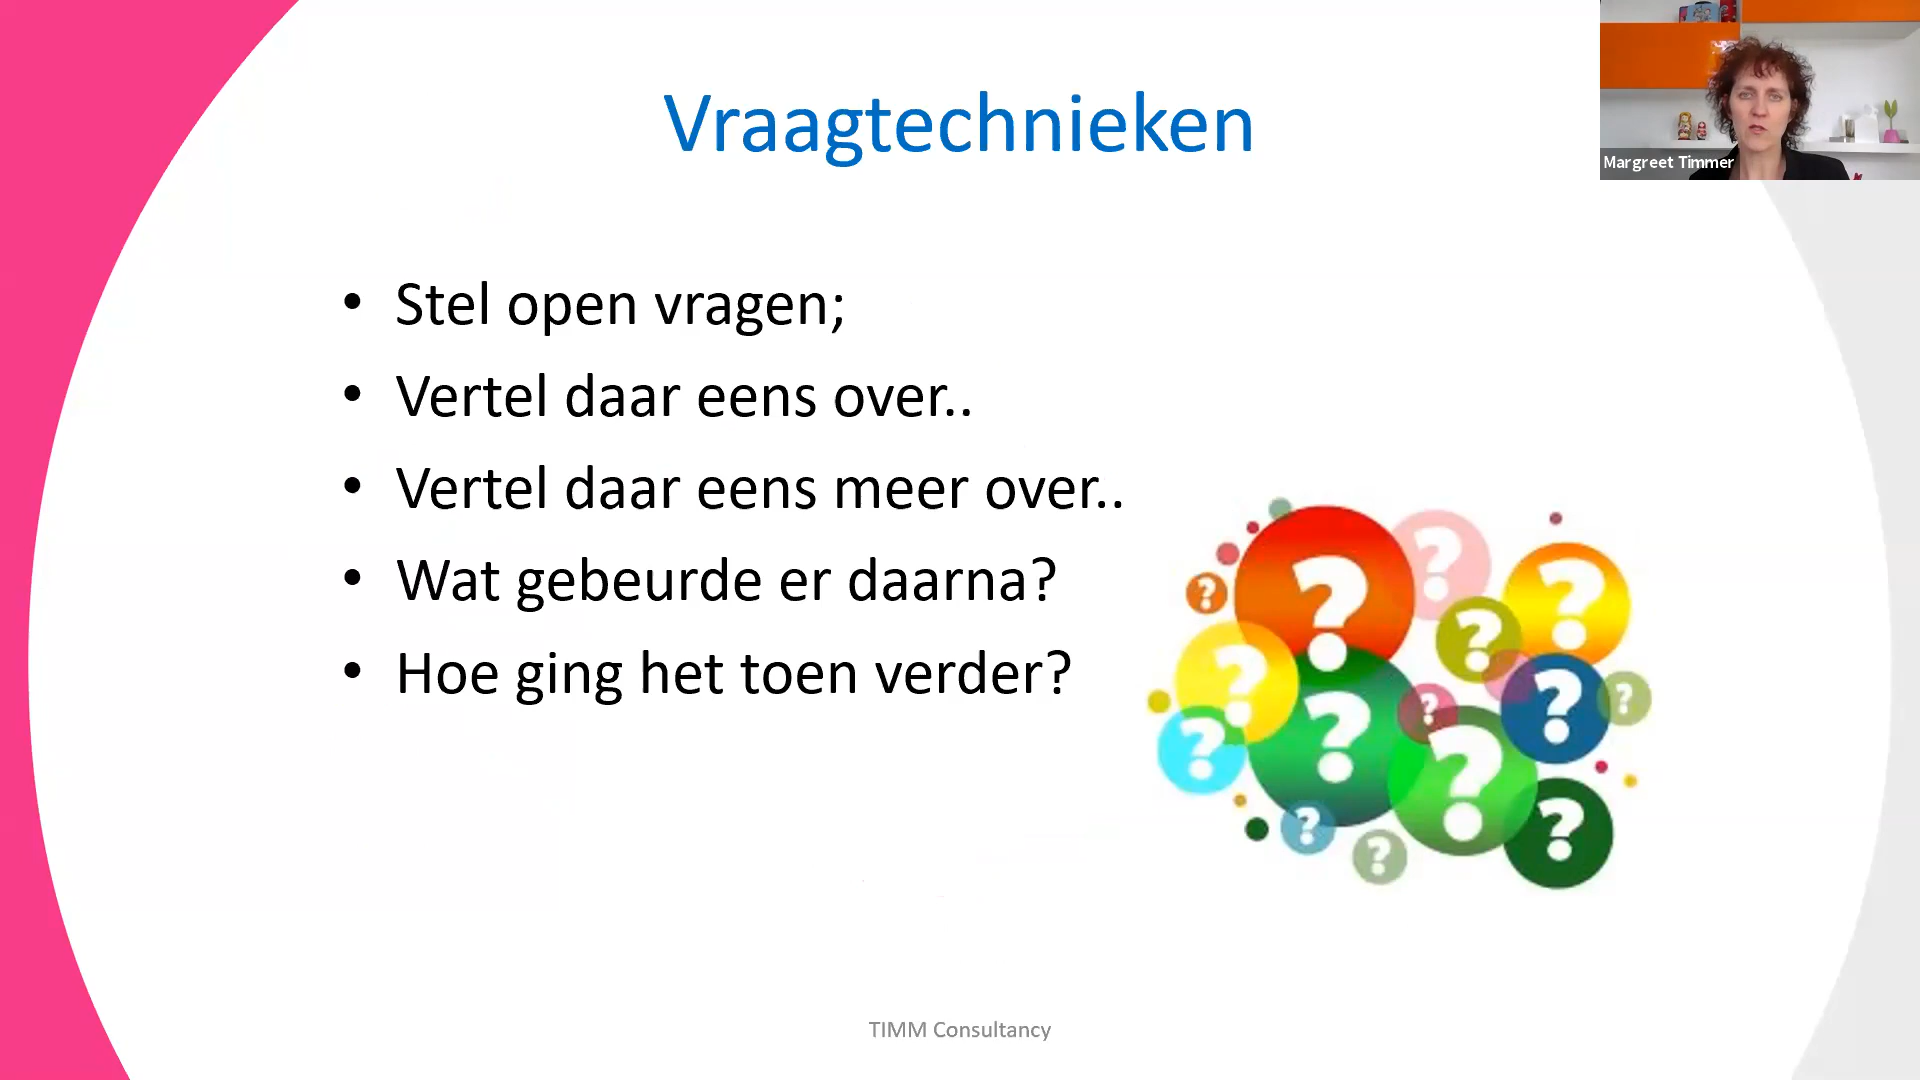 Vraagtechnieken
Margreet Timmer
• Stel open vragen;
• Vertel daar eens over..
• Vertel daar eens meer over..
• Wat gebeurde er daarna?
• Hoe ging het toen verder?
TIMM Consultancy